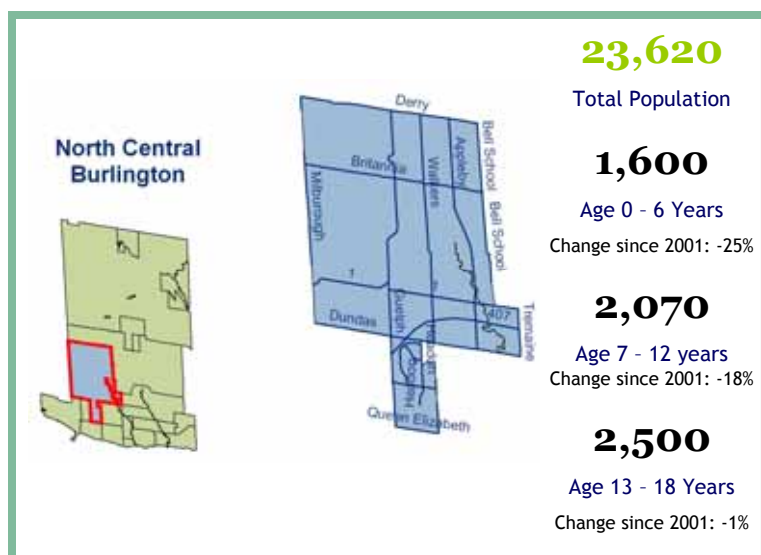 North Central
Burlington
Derry
Bell School
Appleby
Walkers
Britannia
Milburough
Bell School
1
Dundas
Guelph
407
Tremaine
Queen Elizabeth
23,620
Total Population
1,600
Age 0 - 6 Years
Change since 2001: -25%
2,070
Age 7 - 12 years
Change since 2001: -18%
2,500
Age 13 - 18 Years
Change since 2001: -1%